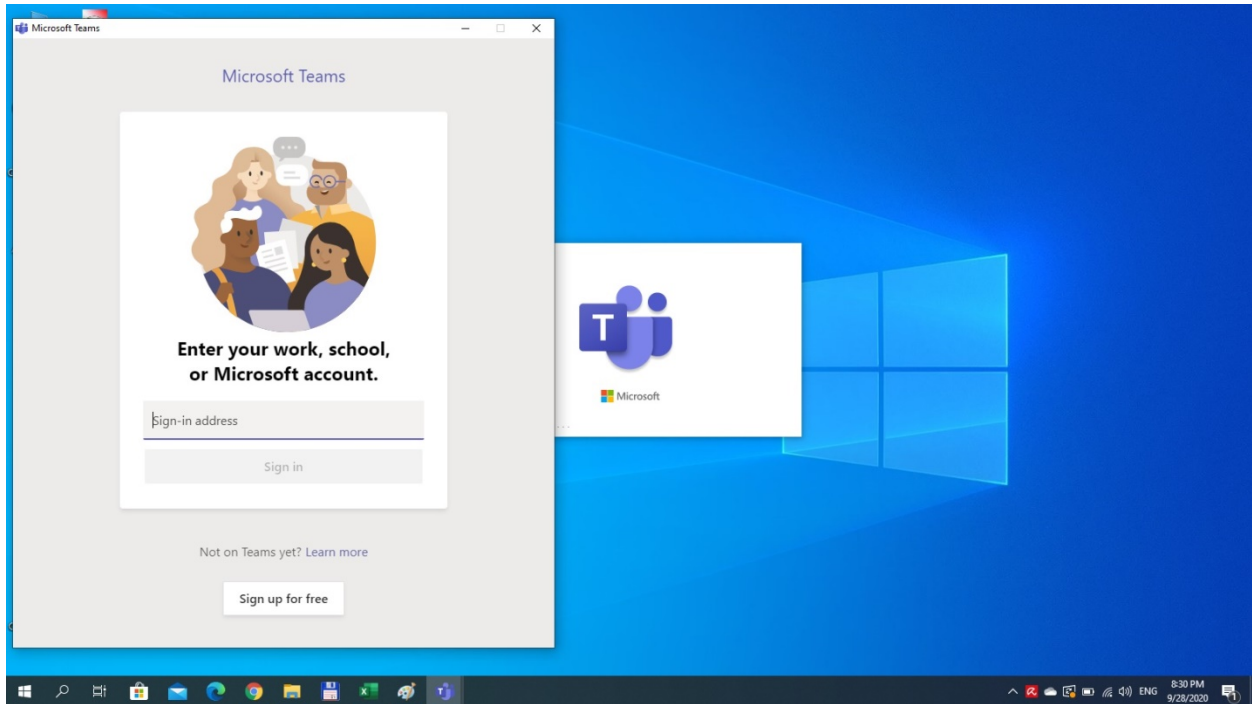 Microsoft Teams
Microsoft Teams
Enter your work, school,
or Microsoft account.
Sign-in address
Sign in
Not on Teams yet? Learn more
Sign up for free
T
Microsoft
...
ENG
8:30 PM
9/28/2020
1